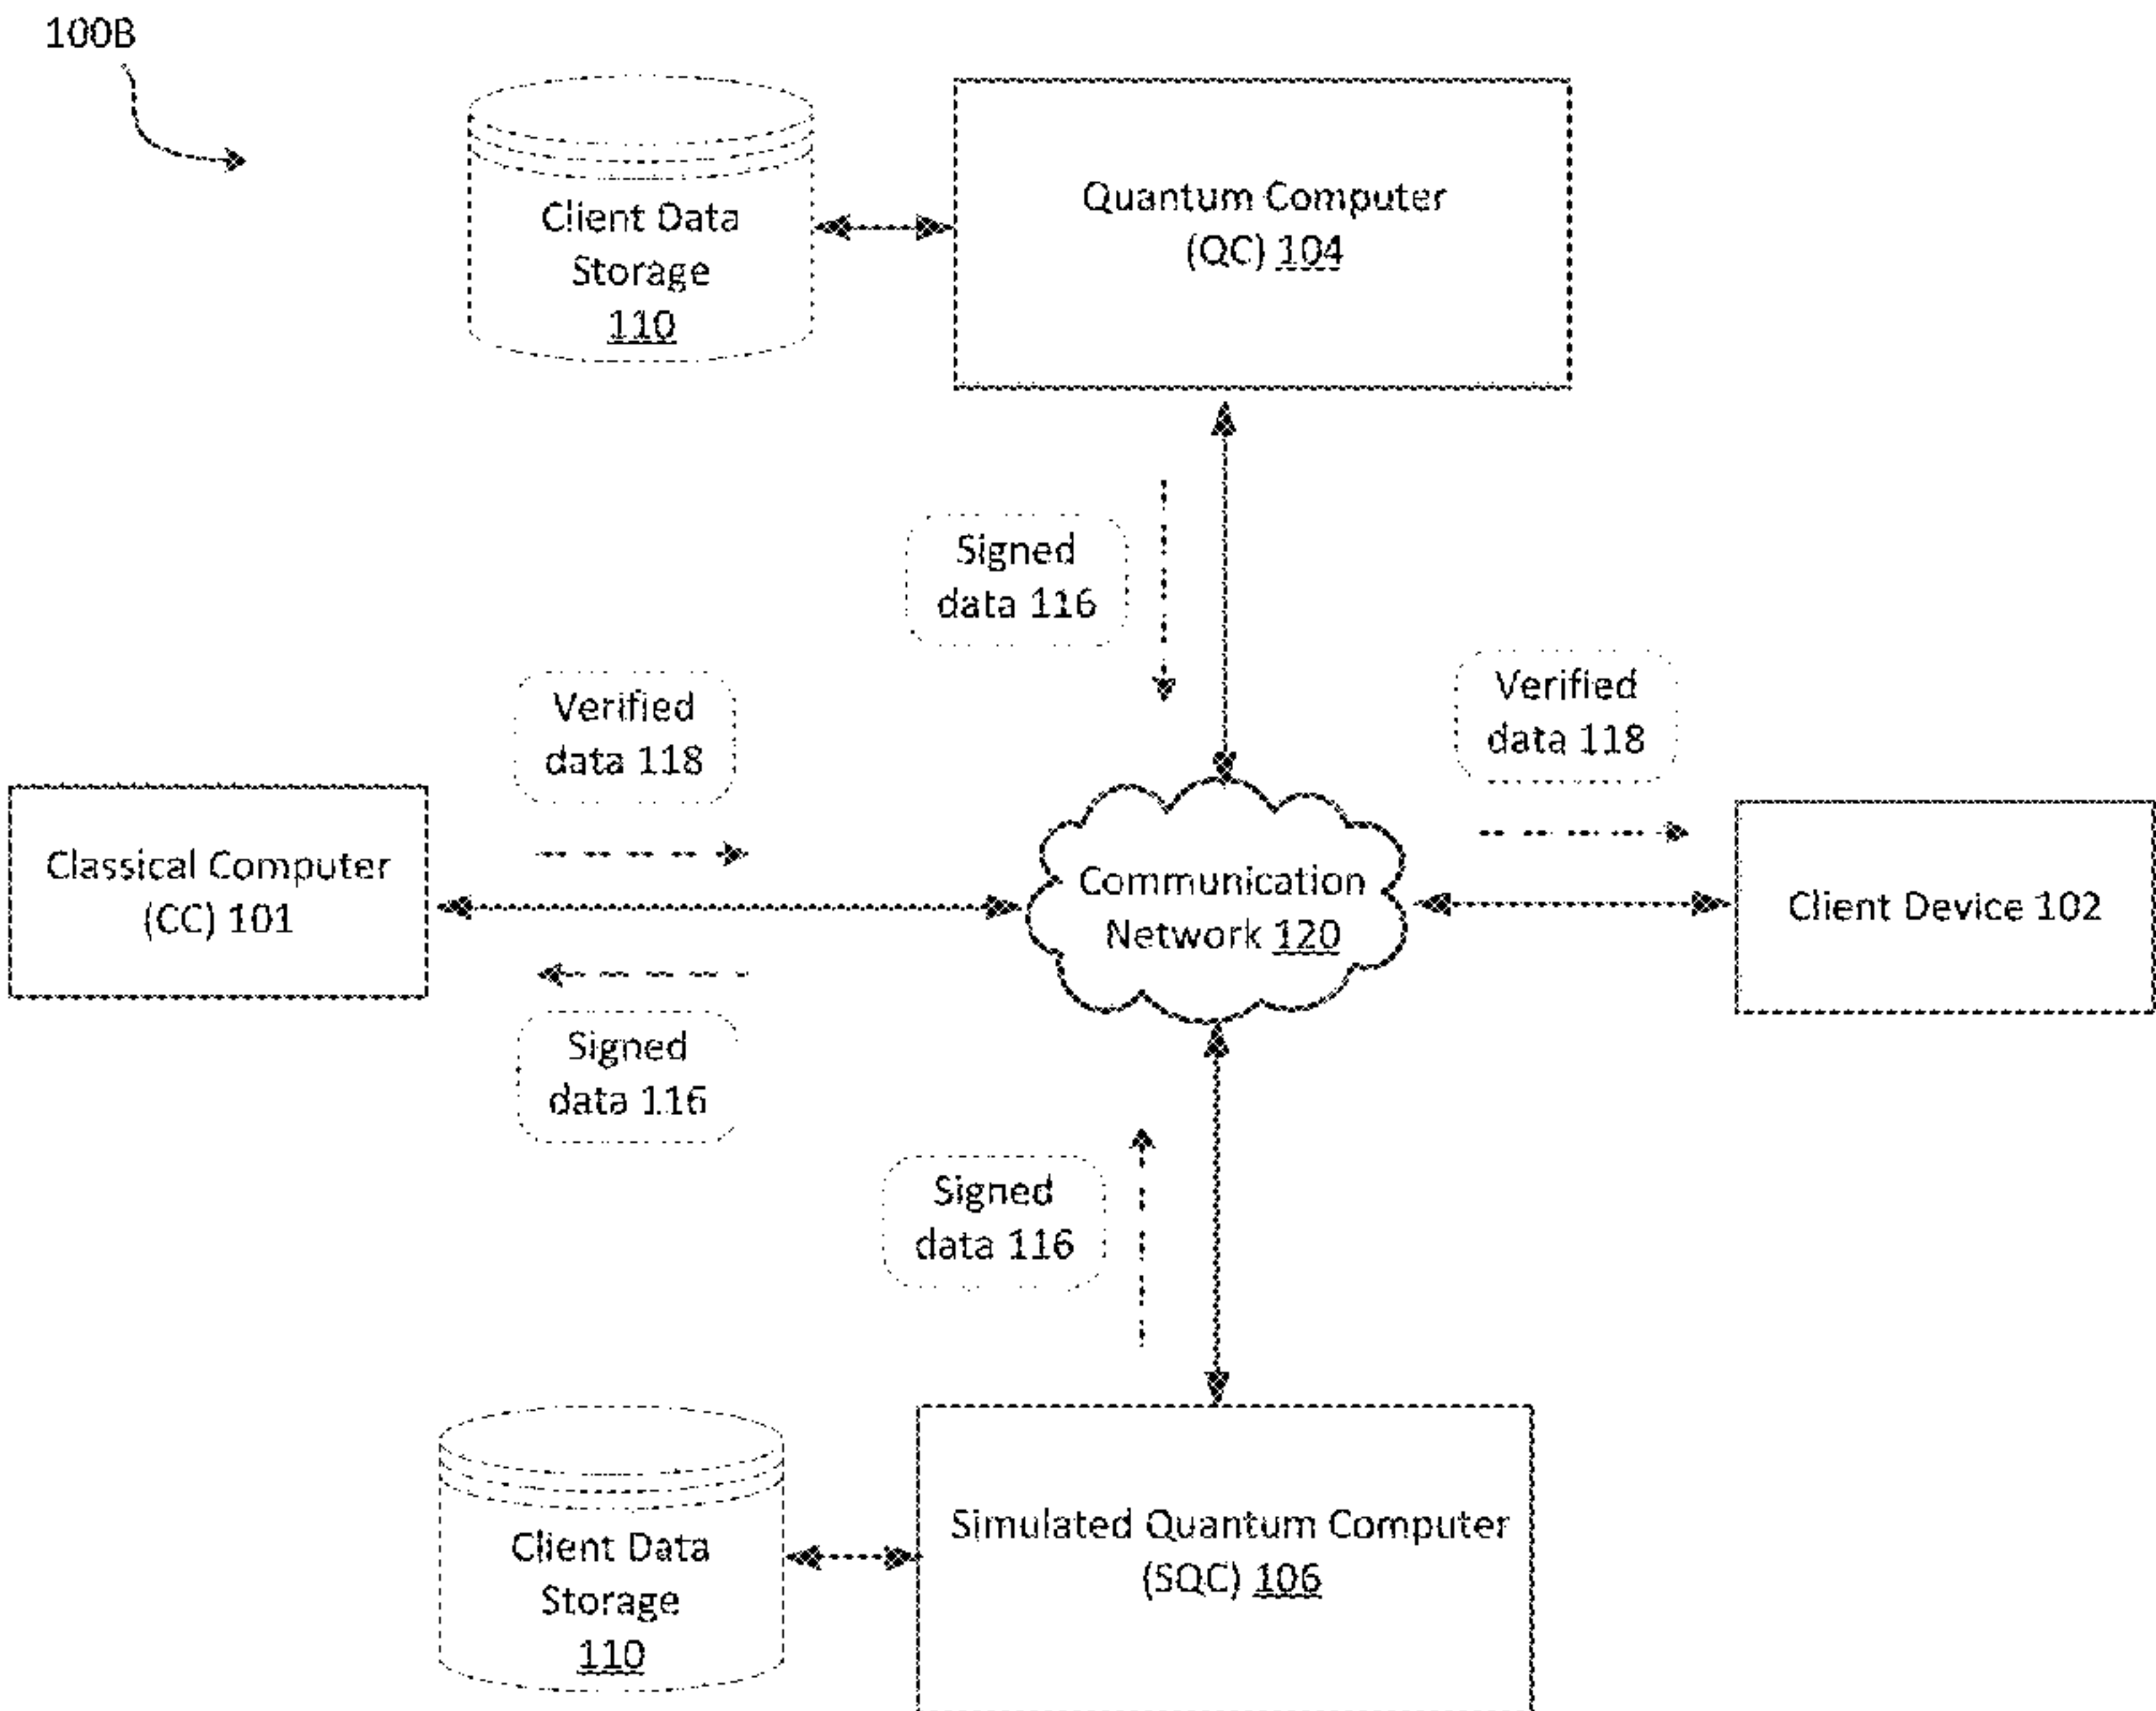 100B
Client Data
Storage
110
Quantum Computer
(QC) 104
Signed
data 116
Verified
data 118
Verified
data 118
Classical Computer
(CC) 101
Communication
Network 120
Client Device 102
Signed
data 116
Signed
data 116
Client Data
Storage
110
Simulated Quantum Computer
(SQC) 106